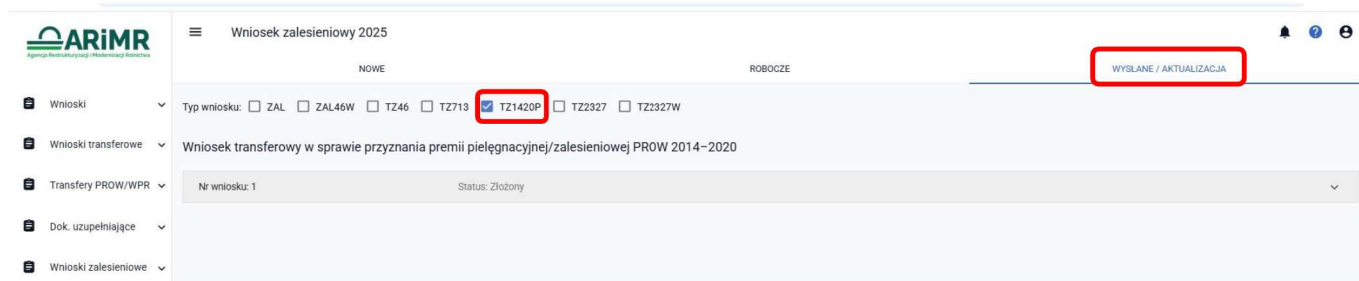 ARiMR
Agencja Restrukturyzacji i Modernizacji Rolnictwa
Wniosek zalesieniowy 2025
NOWE
ROBOCZE
WYSŁANE / AKTUALIZACJA
Wnioski
Wnioski transferowe
Transfery PROW/WPR
Dok. uzupełniające
Wnioski zalesieniowe
Typ wniosku: ZAL ZAL46W TZ46 TZ713 TZ1420P TZ2327 TZ2327W
Wniosek transferowy w sprawie przyznania premii pielęgnacyjnej/zalesieniowej PROW 2014–2020
Nr wniosku: 1 Status: Złożony